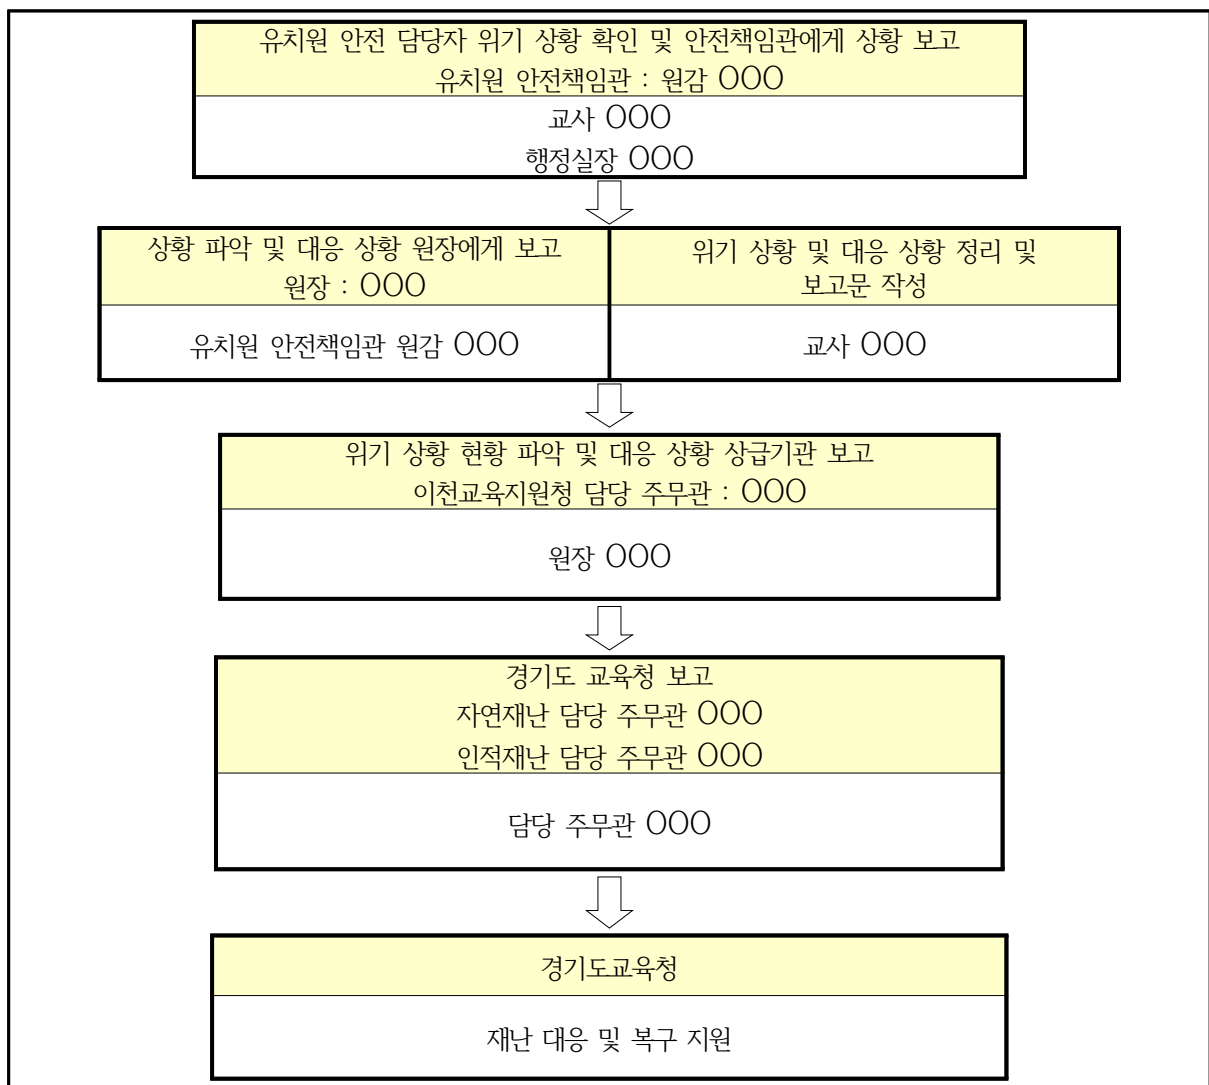 유치원 안전 담당자 위기 상황 확인 및 안전책임관에게 상황 보고
유치원 안전책임관 : 원감 OOO
교사 OOO
행정실장 OOO
상황 파악 및 대응 상황 원장에게 보고
원장 : OOO
유치원 안전책임관 원감 OOO
위기 상황 및 대응 상황 정리 및
보고문 작성
교사 OOO
위기 상황 현황 파악 및 대응 상황 상급기관 보고
이천교육지원청 담당 주무관 : OOO
원장 OOO
경기도 교육청 보고
자연재난 담당 주무관 OOO
인적재난 담당 주무관 OOO
담당 주무관 OOO
경기도교육청
재난 대응 및 복구 지원